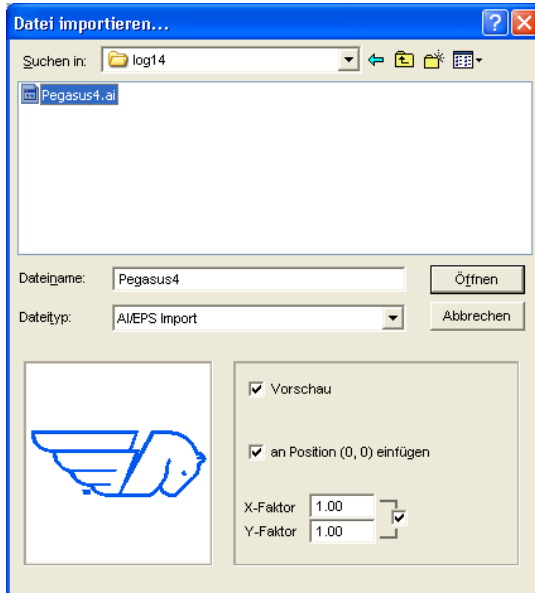 Datei importieren...
Suchen in: log14
Pegasus4.ai
Dateiname: Pegasus4 Öffnen
Dateityp: AI/EPS Import Abbrechen
Vorschau
an Position (0, 0) einfügen
X-Faktor 1.00
Y-Faktor 1.00